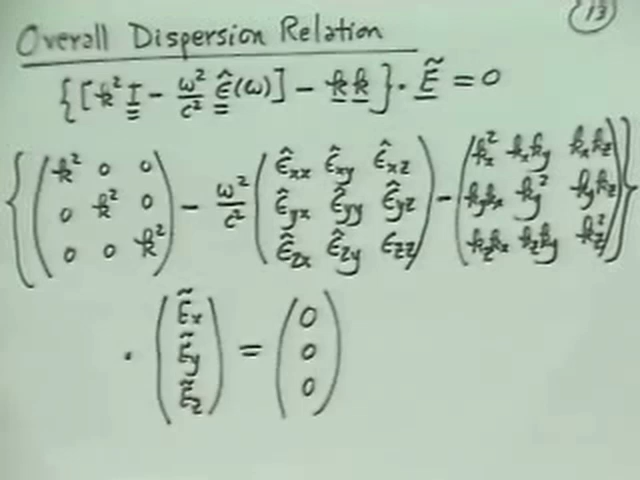 13
Overall Dispersion Relation
{[k² I̳ − ω²/c² ε̳̂(ω)] − k̲ k̲} · Ẽ̲ = 0
{(k² 0 0; 0 k² 0; 0 0 k²) − ω²/c² (ε̂xx ε̂xy ε̂xz; ε̂yx ε̂yy ε̂yz; ε̂zx ε̂zy εzz) − (kx² kxky kxkz; kykx ky² kykz; kzkx kzky kz²)}
· (Ẽx; Ẽy; Ẽz) = (0; 0; 0)